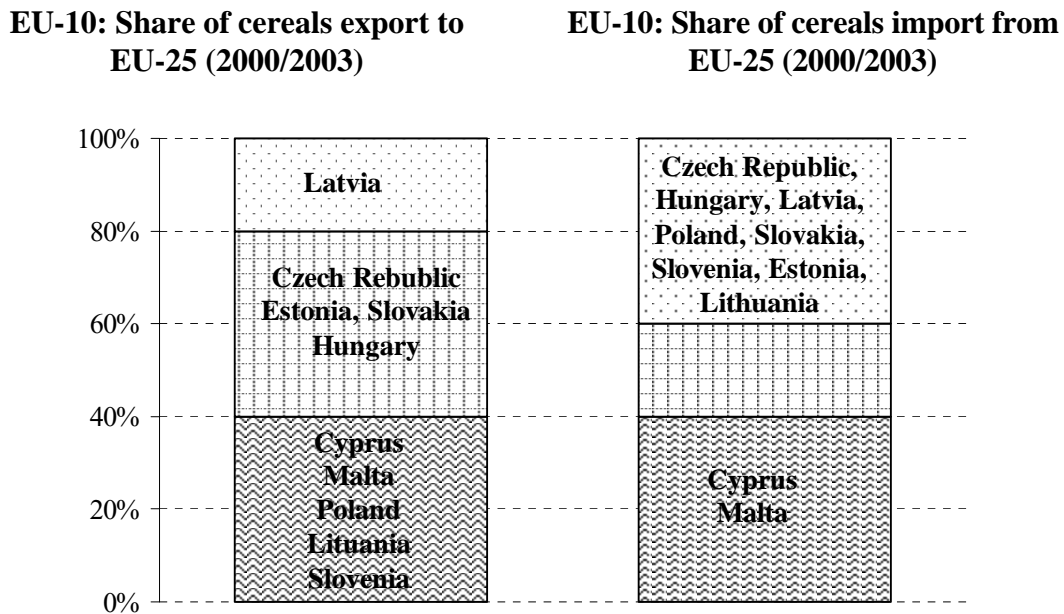 EU-10: Share of cereals export to
EU-25 (2000/2003)
EU-10: Share of cereals import from
EU-25 (2000/2003)
100%
80%
60%
40%
20%
0%
Latvia
Czech Rebublic
Estonia, Slovakia
Hungary
Cyprus
Malta
Poland
Lituania
Slovenia
Czech Republic,
Hungary, Latvia,
Poland, Slovakia,
Slovenia, Estonia,
Lithuania
Cyprus
Malta